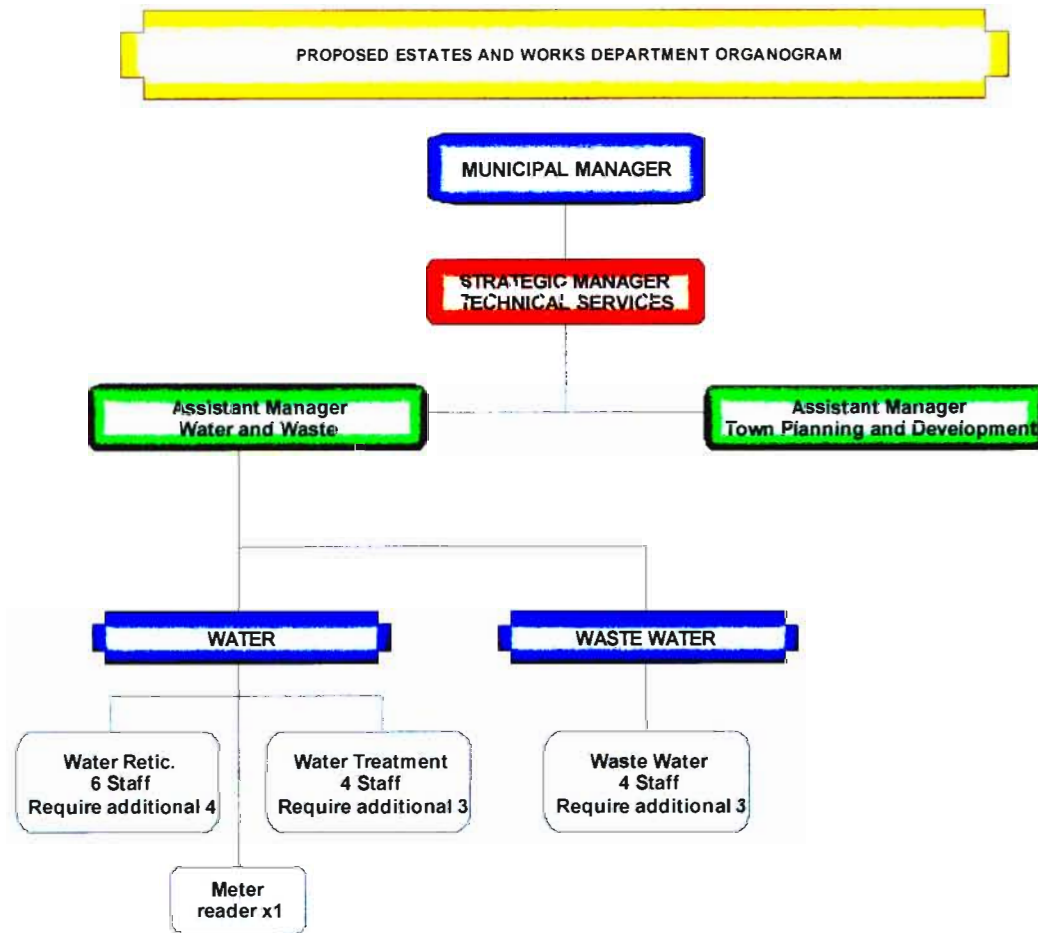 PROPOSED ESTATES AND WORKS DEPARTMENT ORGANOGRAM
MUNICIPAL MANAGER
STRATEGIC MANAGER
TECHNICAL SERVICES
Assistant Manager
Water and Waste
Assistant Manager
Town Planning and Development
WATER
WASTE WATER
Water Retic.
6 Staff
Require additional 4
Water Treatment
4 Staff
Require additional 3
Waste Water
4 Staff
Require additional 3
Meter
reader x1